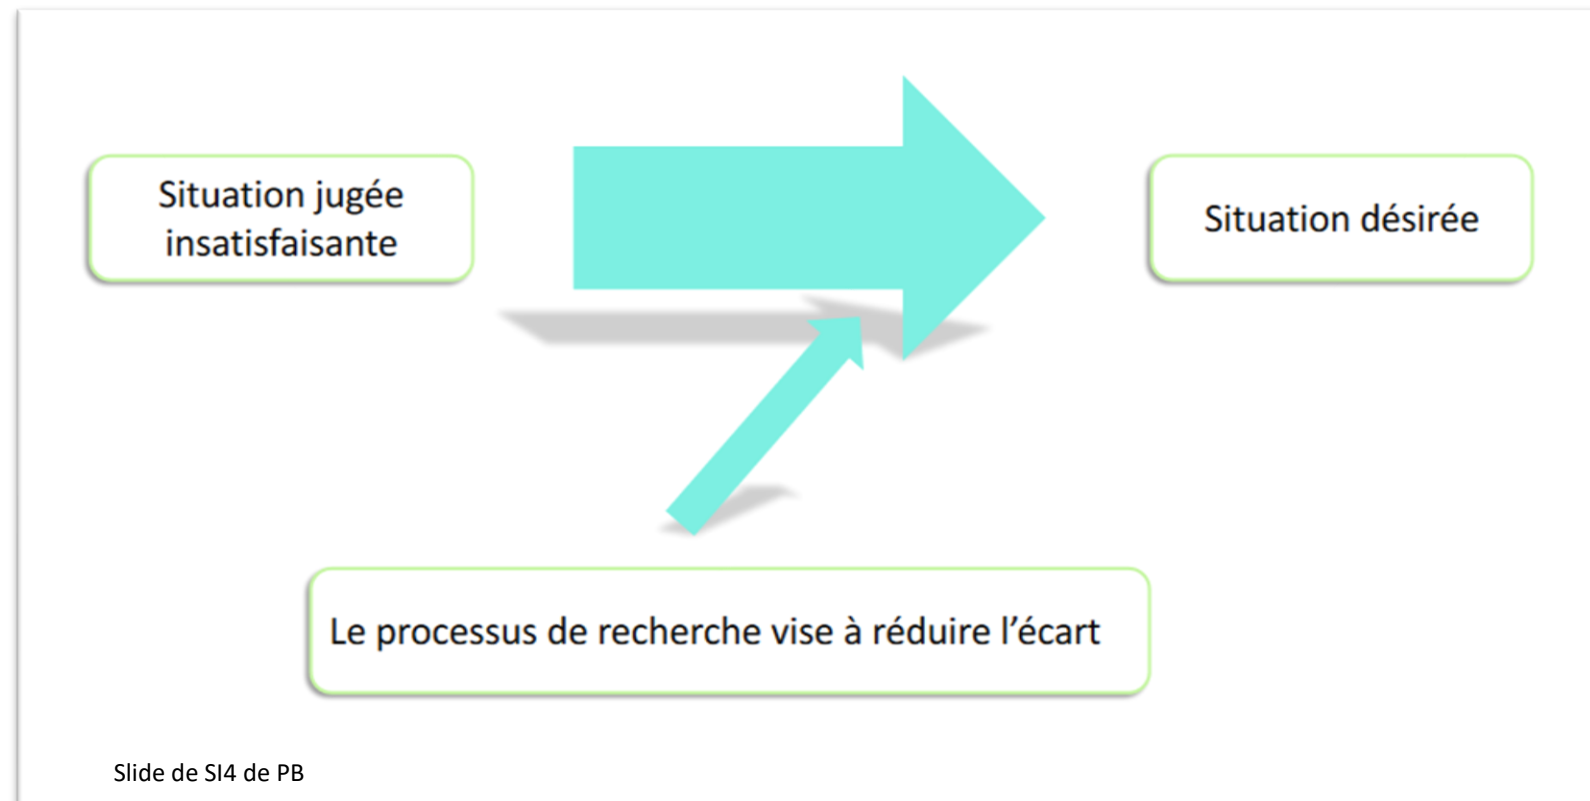 Situation jugée
insatisfaisante
Situation désirée
Le processus de recherche vise à réduire l’écart
Slide de SI4 de PB